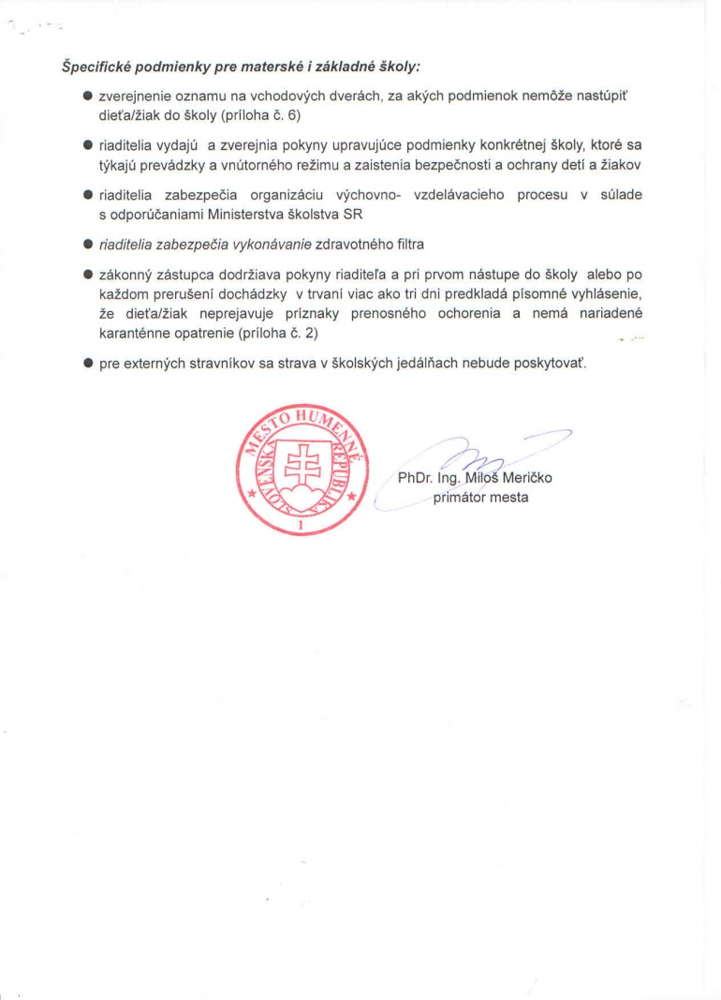 Špecifické podmienky pre materské i základné školy:
● zverejnenie oznamu na vchodových dverách, za akých podmienok nemôže nastúpiť
dieťa/žiak do školy (príloha č. 6)
● riaditelia vydajú a zverejnia pokyny upravujúce podmienky konkrétnej školy, ktoré sa
týkajú prevádzky a vnútorného režimu a zaistenia bezpečnosti a ochrany detí a žiakov
● riaditelia zabezpečia organizáciu výchovno- vzdelávacieho procesu v súlade
s odporúčaniami Ministerstva školstva SR
● riaditelia zabezpečia vykonávanie zdravotného filtra
● zákonný zástupca dodržiava pokyny riaditeľa a pri prvom nástupe do školy alebo po
každom prerušení dochádzky v trvaní viac ako tri dni predkladá písomné vyhlásenie,
že dieťa/žiak neprejavuje príznaky prenosného ochorenia a nemá nariadené
karanténne opatrenie (príloha č. 2)
● pre externých stravníkov sa strava v školských jedálňach nebude poskytovať.
MESTO HUMENNÉ
SLOVENSKÁ REPUBLIKA
1
PhDr. Ing. Miloš Meričko
primátor mesta